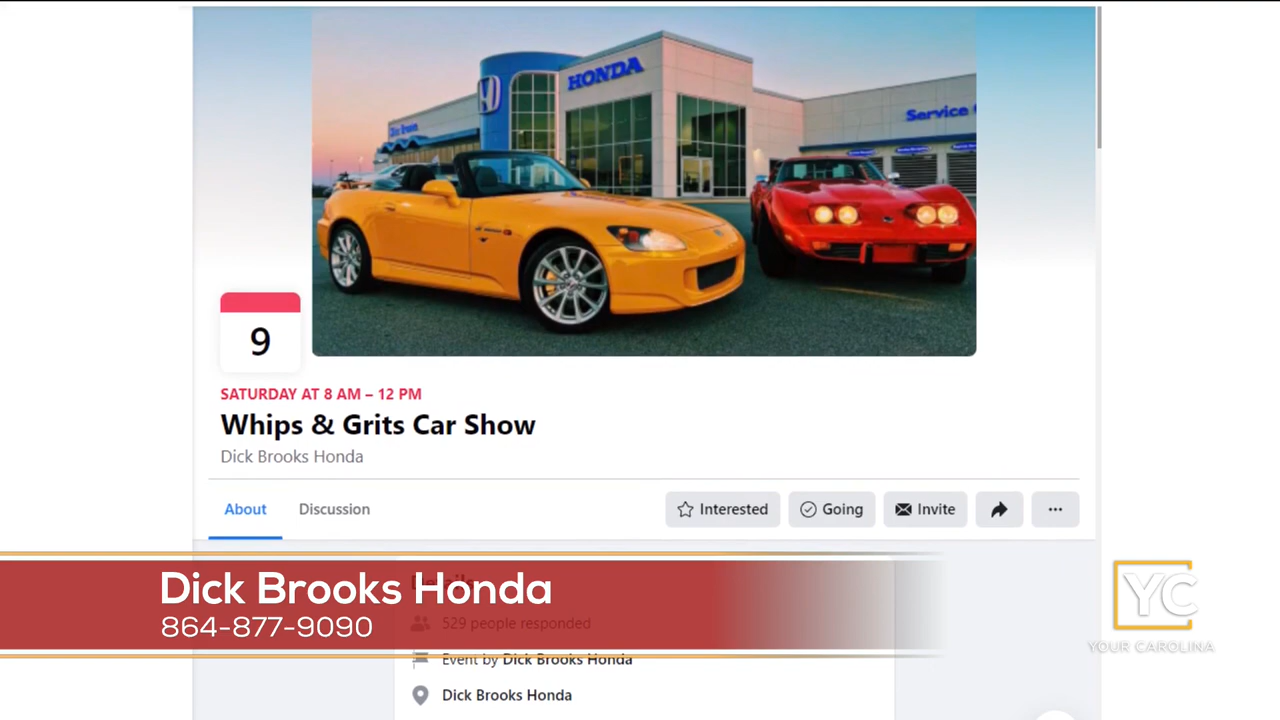 HONDA
Service
9
SATURDAY AT 8 AM – 12 PM
Whips & Grits Car Show
Dick Brooks Honda
About
Discussion
Interested
Going
Invite
Dick Brooks Honda
864-877-9090
529 people responded
Event by Dick Brooks Honda
Dick Brooks Honda
YC
YOUR CAROLINA